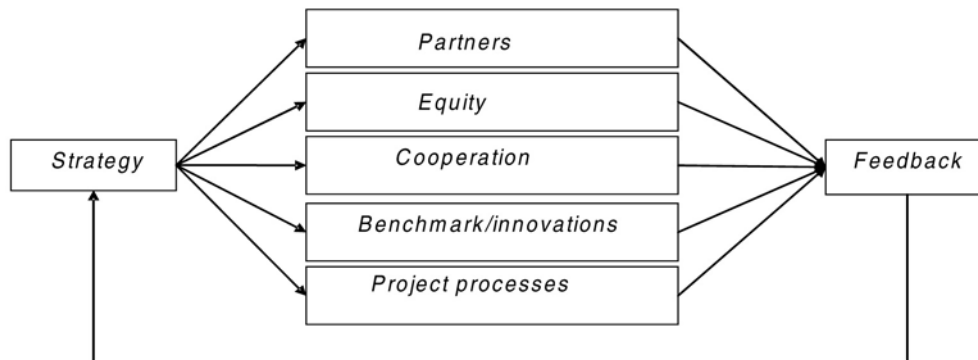 Partners
Equity
Strategy
Cooperation
Feedback
Benchmark/innovations
Project processes